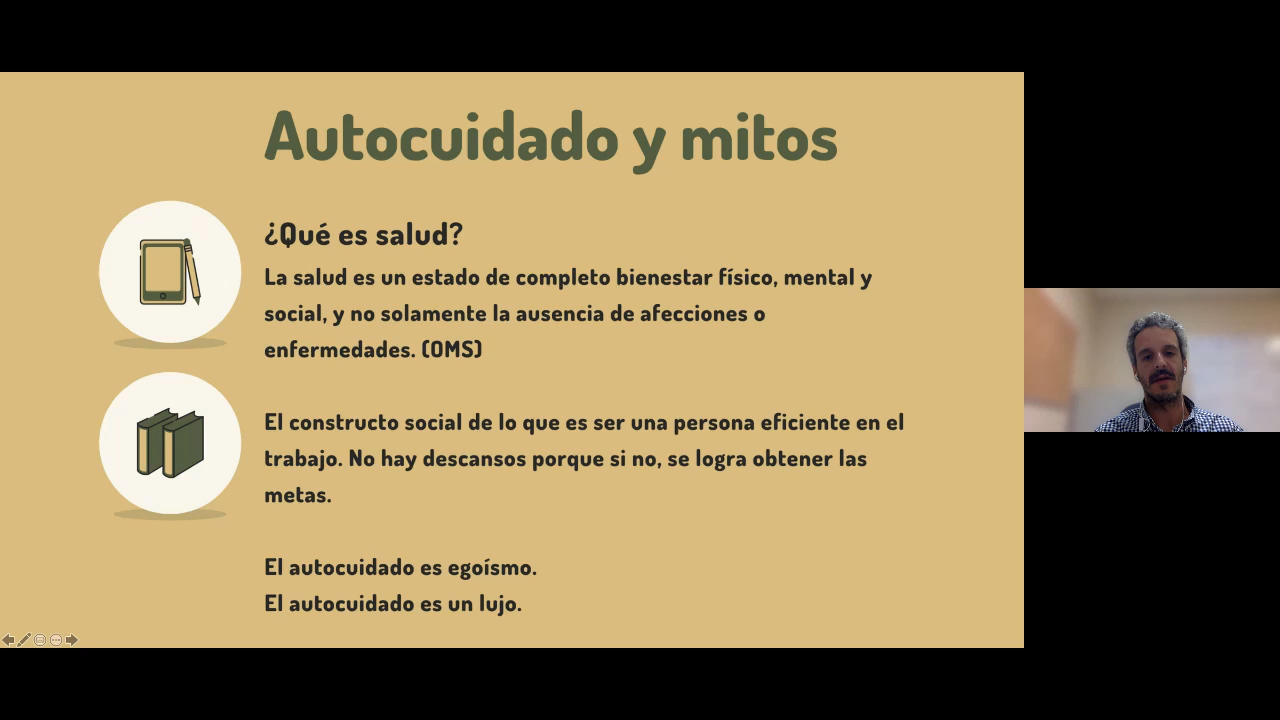 Autocuidado y mitos
¿Qué es salud?
La salud es un estado de completo bienestar físico, mental y
social, y no solamente la ausencia de afecciones o
enfermedades. (OMS)
El constructo social de lo que es ser una persona eficiente en el
trabajo. No hay descansos porque si no, se logra obtener las
metas.
El autocuidado es egoísmo.
El autocuidado es un lujo.